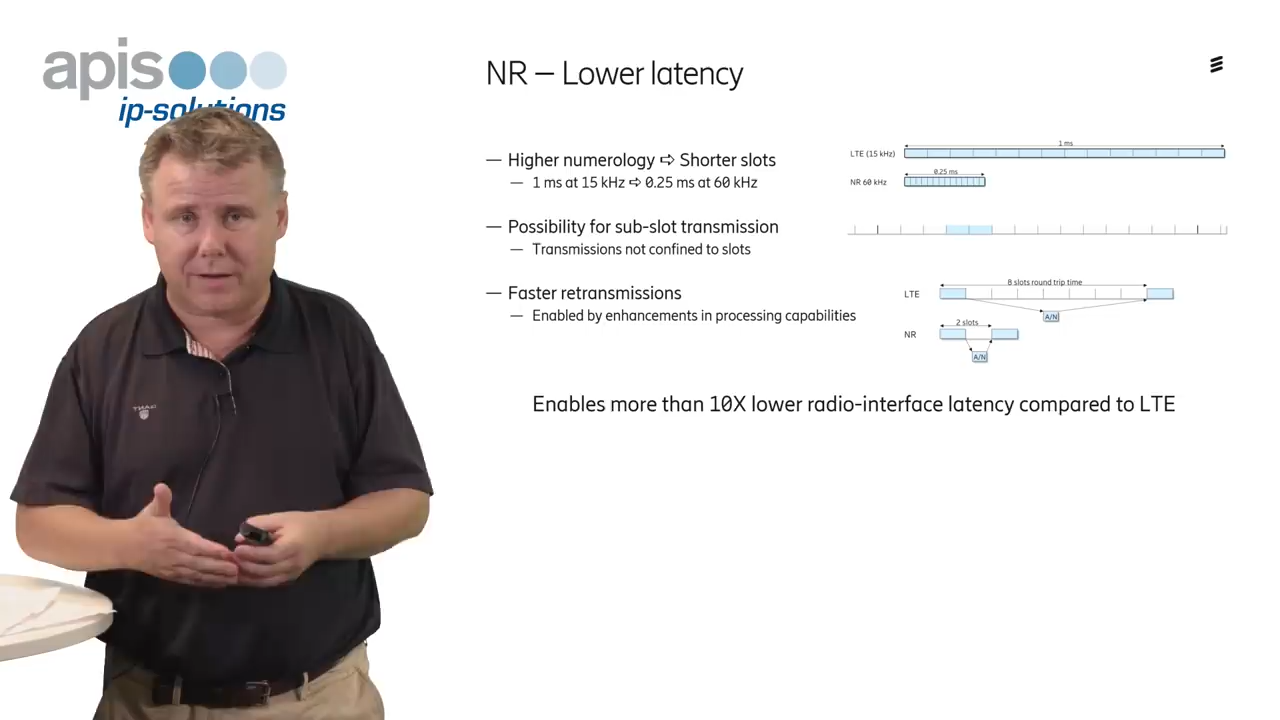 apis
ip-solutions
NR – Lower latency
— Higher numerology ⇨ Shorter slots
— 1 ms at 15 kHz ⇨ 0.25 ms at 60 kHz
— Possibility for sub-slot transmission
— Transmissions not confined to slots
— Faster retransmissions
— Enabled by enhancements in processing capabilities
1 ms
LTE (15 kHz)
0.25 ms
NR 60 kHz
8 slots round trip time
LTE
A/N
2 slots
NR
A/N
Enables more than 10X lower radio-interface latency compared to LTE